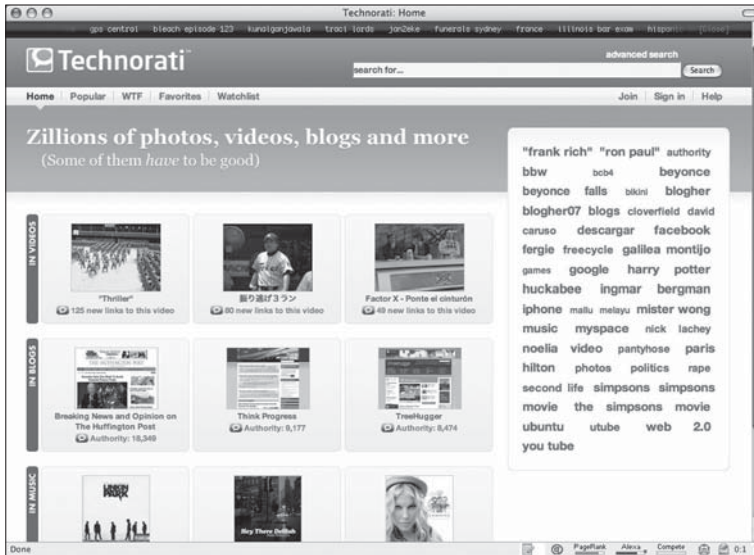 Technorati: Home
gps control bleach episode 123 kunalganjawala traci lords jan2eke funerals sydney france illinois bar exam hispanic [Close]
Technorati
advanced search
search for...
Search
Home Popular WTF Favorites Watchlist
Join Sign in Help
Zillions of photos, videos, blogs and more
(Some of them have to be good)
IN VIDEOS
"Thriller"
125 new links to this video
振り逃げ3ラン
80 new links to this video
Factor X - Ponte el cinturón
49 new links to this video
IN BLOGS
Breaking News and Opinion on
The Huffington Post
Authority: 18,349
Think Progress
Authority: 9,177
TreeHugger
Authority: 8,474
IN MUSIC
LINKIN PARK
Hey There Delilah
"frank rich" "ron paul" authority
bbw bcb4 beyonce
beyonce falls bikini blogher
blogher07 blogs cloverfield david
caruso descargar facebook
fergie freecycle galilea montijo
games google harry potter
huckabee ingmar bergman
iphone mallu melayu mister wong
music myspace nick lachey
noelia video pantyhose paris
hilton photos politics rape
second life simpsons simpsons
movie the simpsons movie
ubuntu utube web 2.0
you tube
Done
PageRank Alexa Compete 0:1